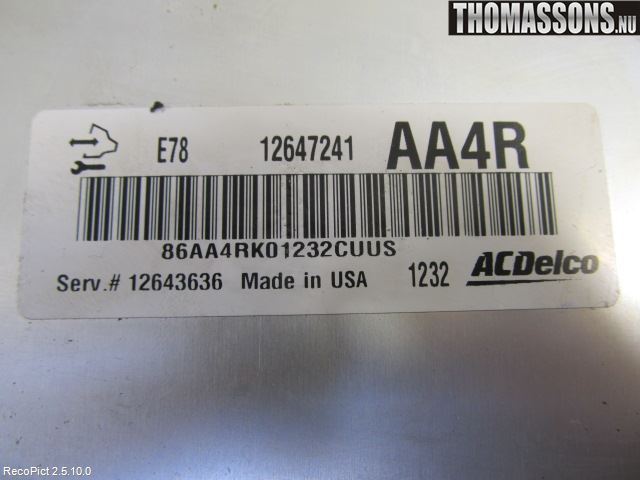 THOMASSONS.NU
E78 12647241 AA4R
86AA4RK01232CUUS
Serv.# 12643636 Made in USA 1232 ACDelco
RecoPict 2.5.10.0